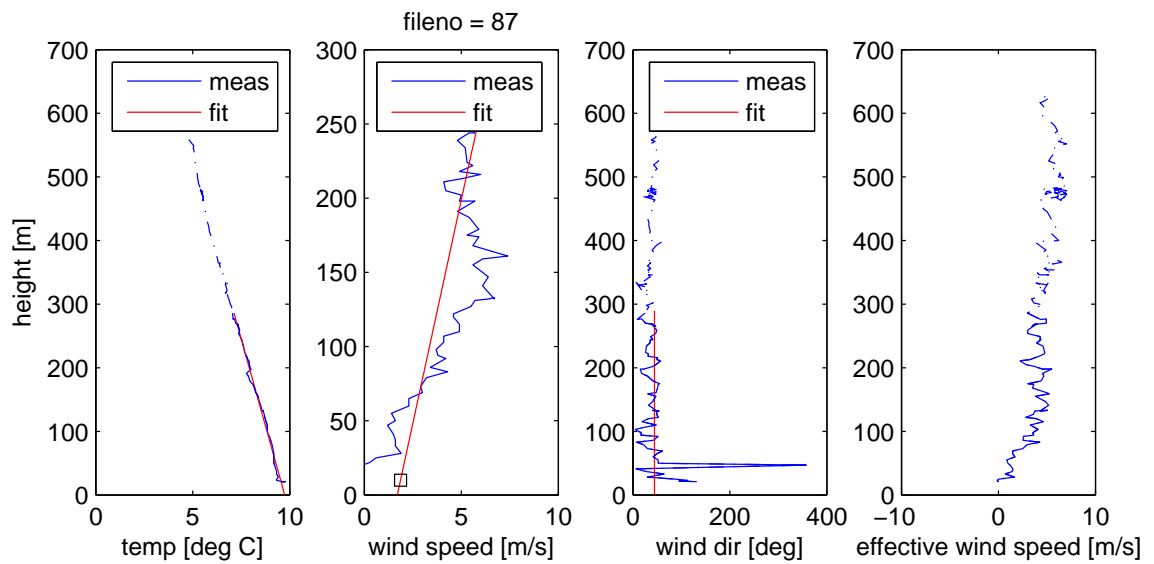 fileno = 87
700
600
500
400
300
200
100
0
height [m]
meas
fit
0 5 10
temp [deg C]
300
250
200
150
100
50
0
meas
fit
0 5 10
wind speed [m/s]
700
600
500
400
300
200
100
0
meas
fit
0 200 400
wind dir [deg]
700
600
500
400
300
200
100
0
−10 0 10
effective wind speed [m/s]